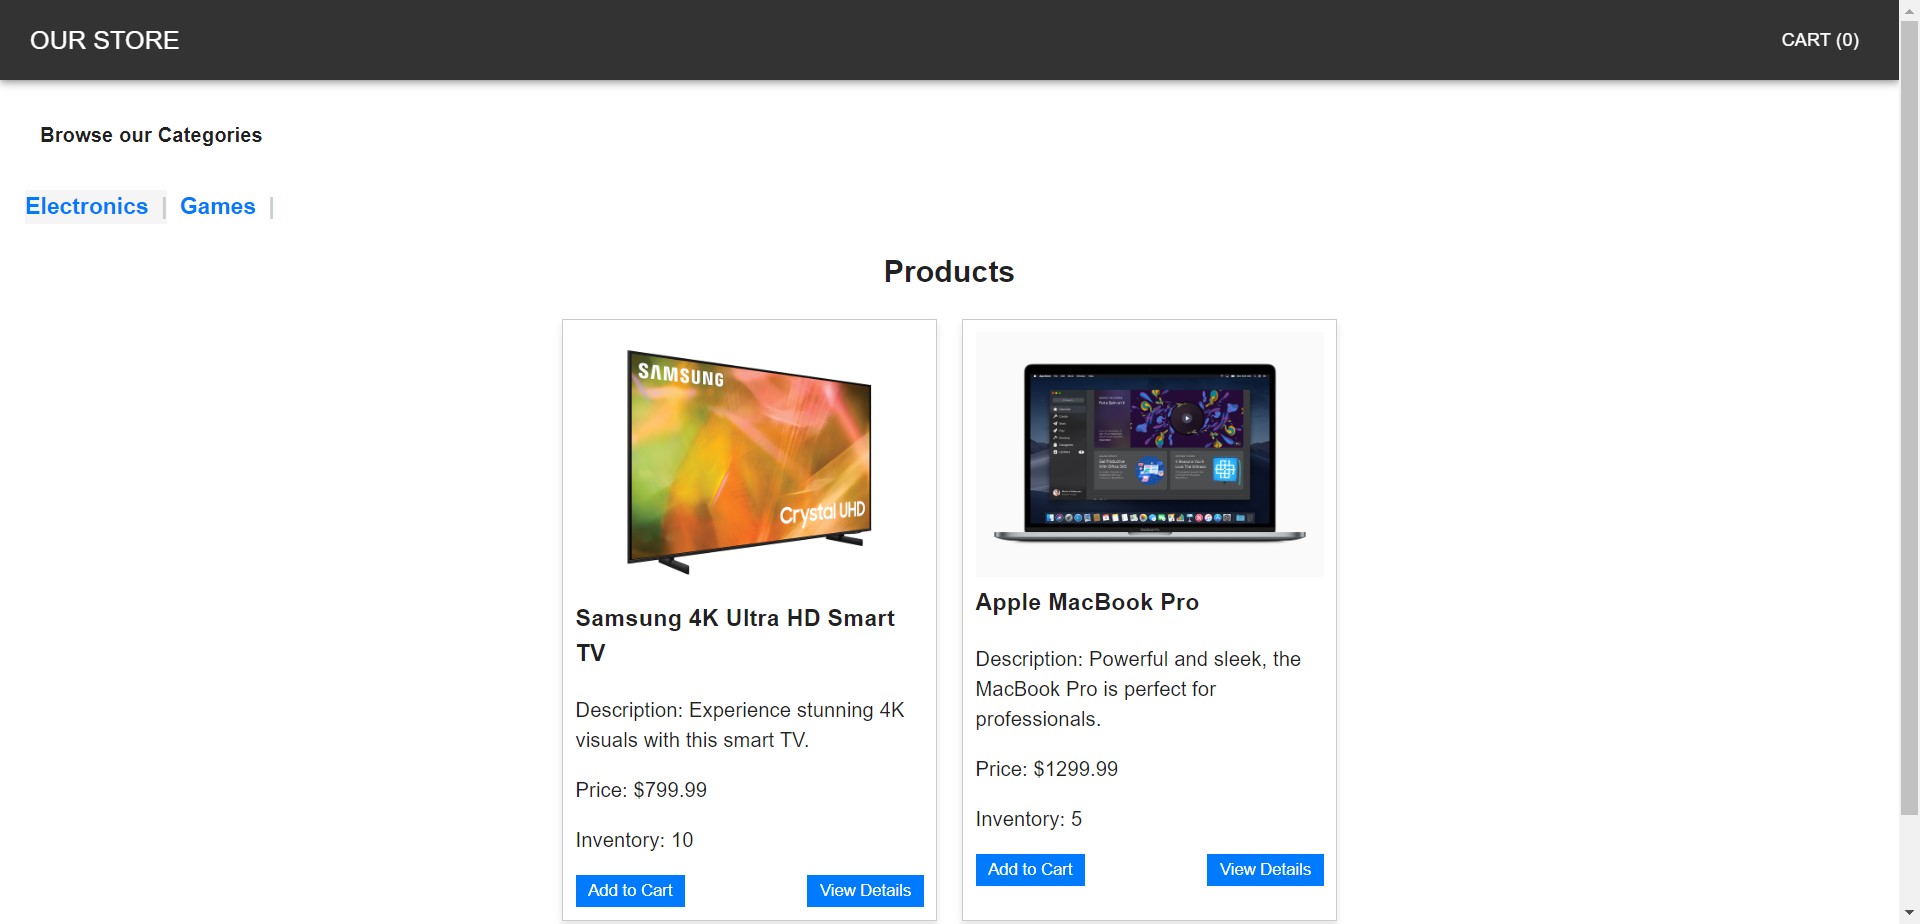 OUR STORE
CART (0)
Browse our Categories
Electronics | Games |
Products
SAMSUNG
Crystal UHD
Samsung 4K Ultra HD Smart
TV
Description: Experience stunning 4K
visuals with this smart TV.
Price: $799.99
Inventory: 10
Add to Cart
View Details
Apple MacBook Pro
Description: Powerful and sleek, the
MacBook Pro is perfect for
professionals.
Price: $1299.99
Inventory: 5
Add to Cart
View Details